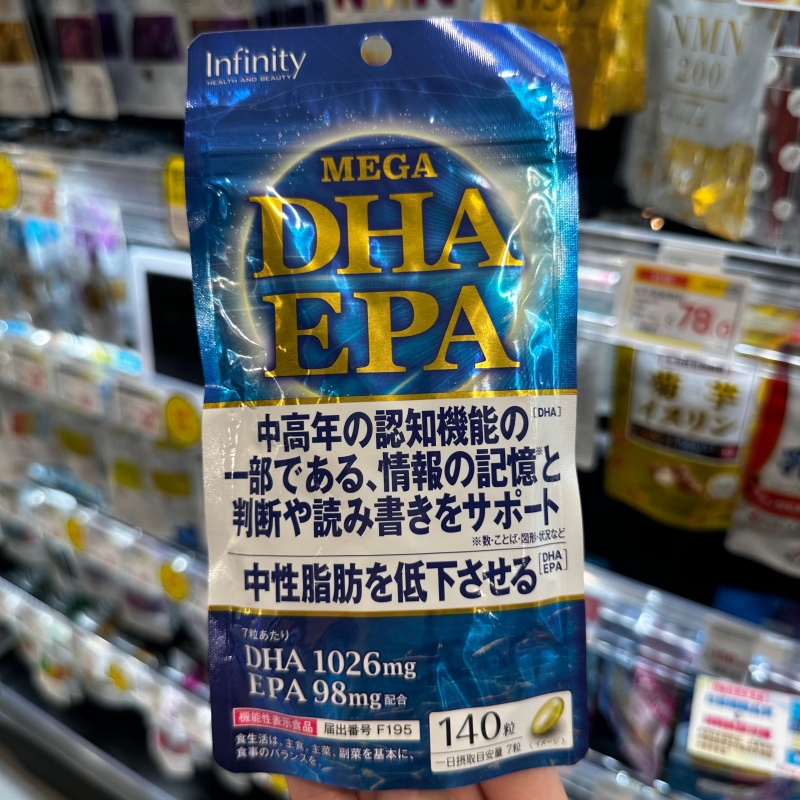 Infinity
HEALTH AND BEAUTY
MEGA
DHA
EPA
中高年の認知機能の[DHA]
一部である、情報の記憶※と
判断や読み書きをサポート
※数・ことば・図形・状況など
中性脂肪を低下させる[DHA EPA]
7粒あたり
DHA 1026mg
EPA 98mg配合
機能性表示食品 届出番号 F195
食生活は、主食、主菜、副菜を基本に、
食事のバランスを。
140粒
(イメージ)
一日摂取目安量 7粒
NMN
200
菊芋
イヌリン